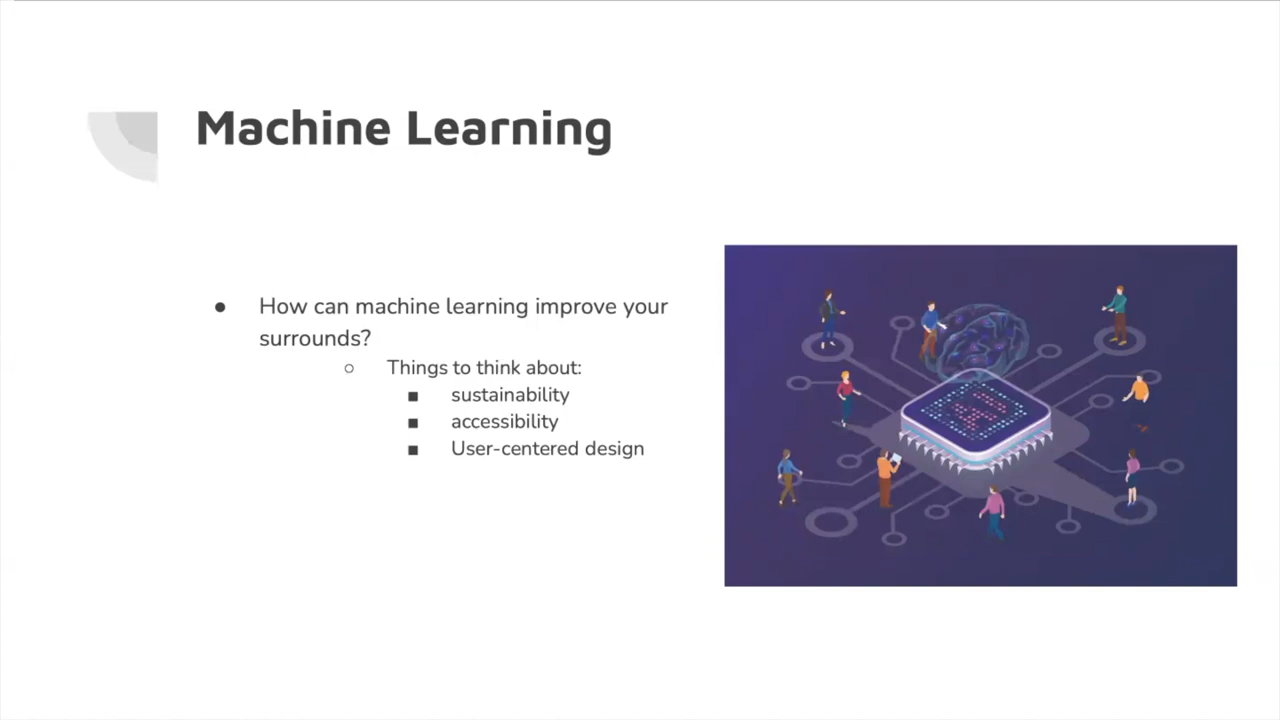 Machine Learning
● How can machine learning improve your
surrounds?
○ Things to think about:
■ sustainability
■ accessibility
■ User-centered design